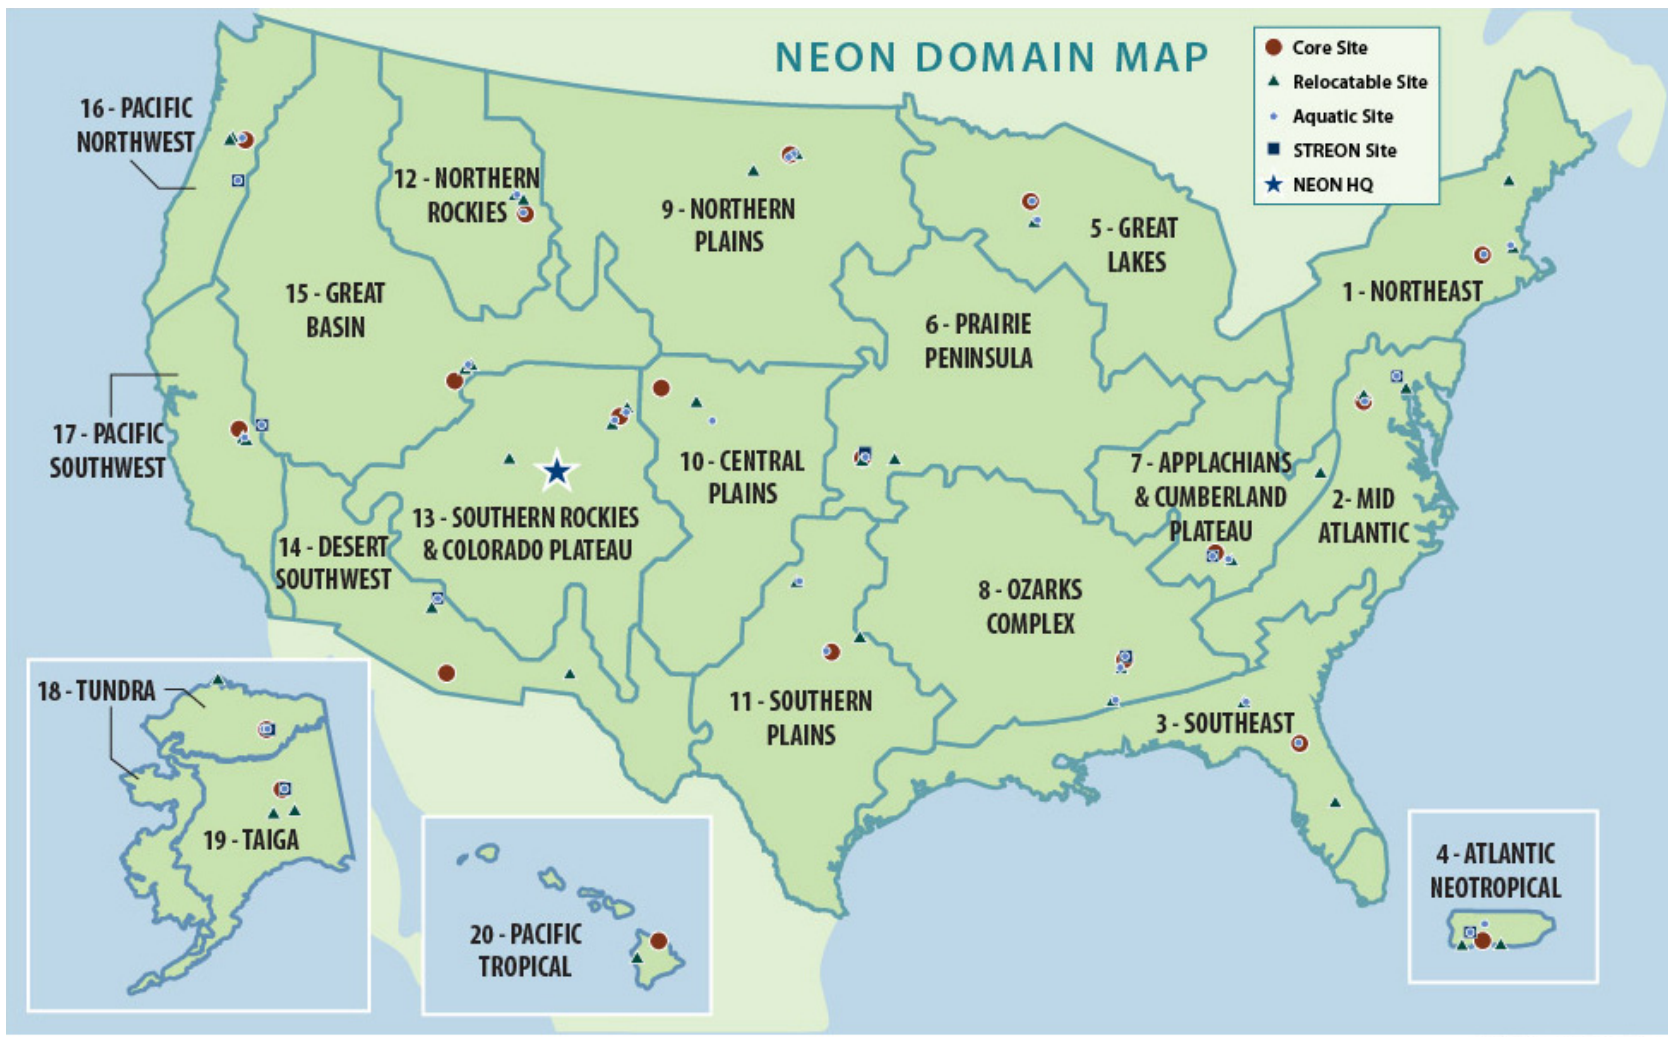 NEON DOMAIN MAP
Core Site
Relocatable Site
Aquatic Site
STREON Site
NEON HQ
16 - PACIFIC
NORTHWEST
12 - NORTHERN
ROCKIES
9 - NORTHERN
PLAINS
5 - GREAT
LAKES
1 - NORTHEAST
15 - GREAT
BASIN
6 - PRAIRIE
PENINSULA
17 - PACIFIC
SOUTHWEST
10 - CENTRAL
PLAINS
7 - APPLACHIANS
& CUMBERLAND
PLATEAU
2- MID
ATLANTIC
13 - SOUTHERN ROCKIES
& COLORADO PLATEAU
14 - DESERT
SOUTHWEST
8 - OZARKS
COMPLEX
11 - SOUTHERN
PLAINS
3 - SOUTHEAST
18 - TUNDRA
19 - TAIGA
20 - PACIFIC
TROPICAL
4 - ATLANTIC
NEOTROPICAL